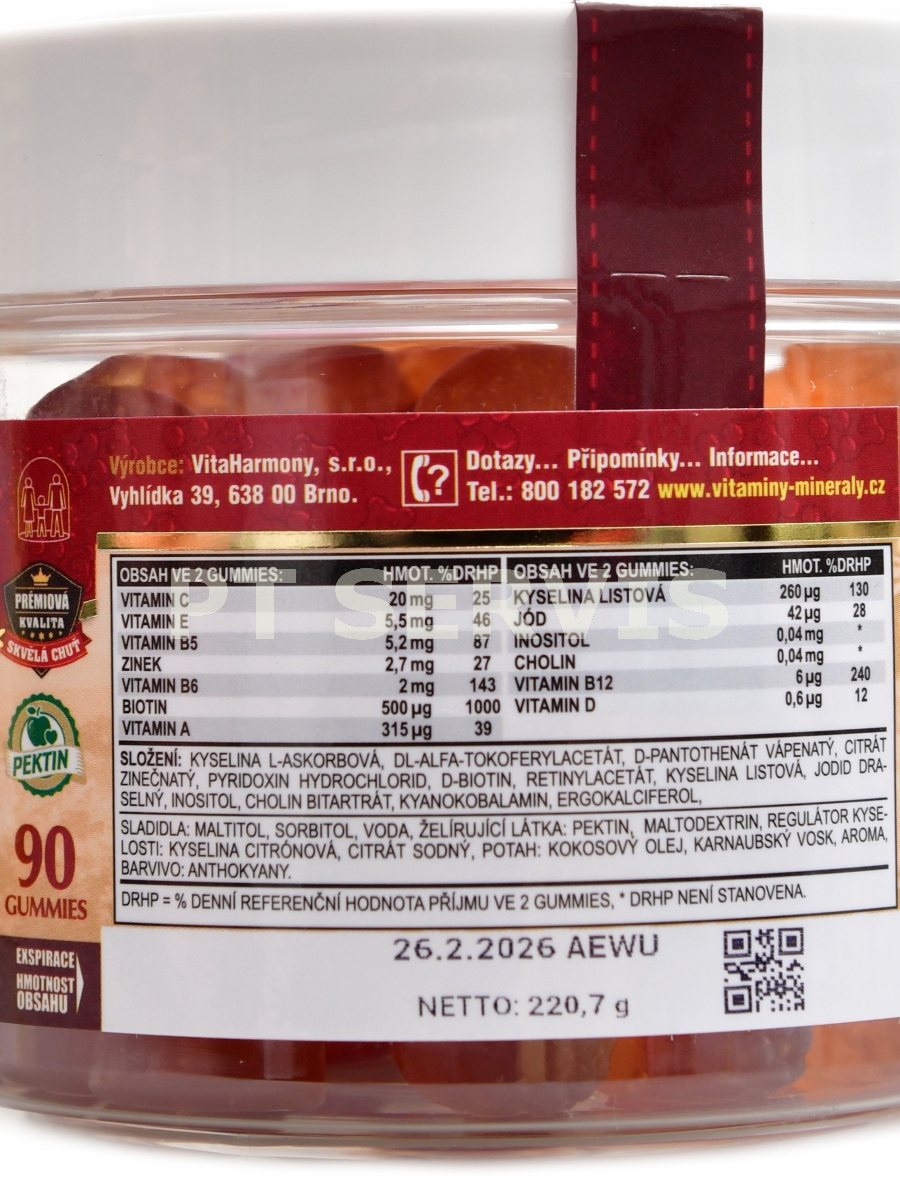 Výrobce: VitaHarmony, s.r.o.,
Vyhlídka 39, 638 00 Brno.
?
Dotazy... Připomínky... Informace...
Tel.: 800 182 572 www.vitaminy-mineraly.cz
PRÉMIOVÁ
KVALITA
SKVĚLÁ CHUŤ
PEKTIN
90
GUMMIES
EXSPIRACE
HMOTNOST
OBSAHU
PT SERVIS
OBSAH VE 2 GUMMIES: HMOT. %DRHP
VITAMIN C 20 mg 25
VITAMIN E 5,5 mg 46
VITAMIN B5 5,2 mg 87
ZINEK 2,7 mg 27
VITAMIN B6 2 mg 143
BIOTIN 500 µg 1000
VITAMIN A 315 µg 39
OBSAH VE 2 GUMMIES: HMOT. %DRHP
KYSELINA LISTOVÁ 260 µg 130
JÓD 42 µg 28
INOSITOL 0,04 mg *
CHOLIN 0,04 mg *
VITAMIN B12 6 µg 240
VITAMIN D 0,6 µg 12
SLOŽENÍ: KYSELINA L-ASKORBOVÁ, DL-ALFA-TOKOFERYLACETÁT, D-PANTOTHENÁT VÁPENATÝ, CITRÁT
ZINEČNATÝ, PYRIDOXIN HYDROCHLORID, D-BIOTIN, RETINYLACETÁT, KYSELINA LISTOVÁ, JODID DRA-
SELNÝ, INOSITOL, CHOLIN BITARTRÁT, KYANOKOBALAMIN, ERGOKALCIFEROL,
SLADIDLA: MALTITOL, SORBITOL, VODA, ŽELÍRUJÍCÍ LÁTKA: PEKTIN, MALTODEXTRIN, REGULÁTOR KYSE-
LOSTI: KYSELINA CITRÓNOVÁ, CITRÁT SODNÝ, POTAH: KOKOSOVÝ OLEJ, KARNAUBSKÝ VOSK, AROMA,
BARVIVO: ANTHOKYANY.
DRHP = % DENNÍ REFERENČNÍ HODNOTA PŘÍJMU VE 2 GUMMIES, * DRHP NENÍ STANOVENA.
26.2.2026 AEWU
NETTO: 220,7 g